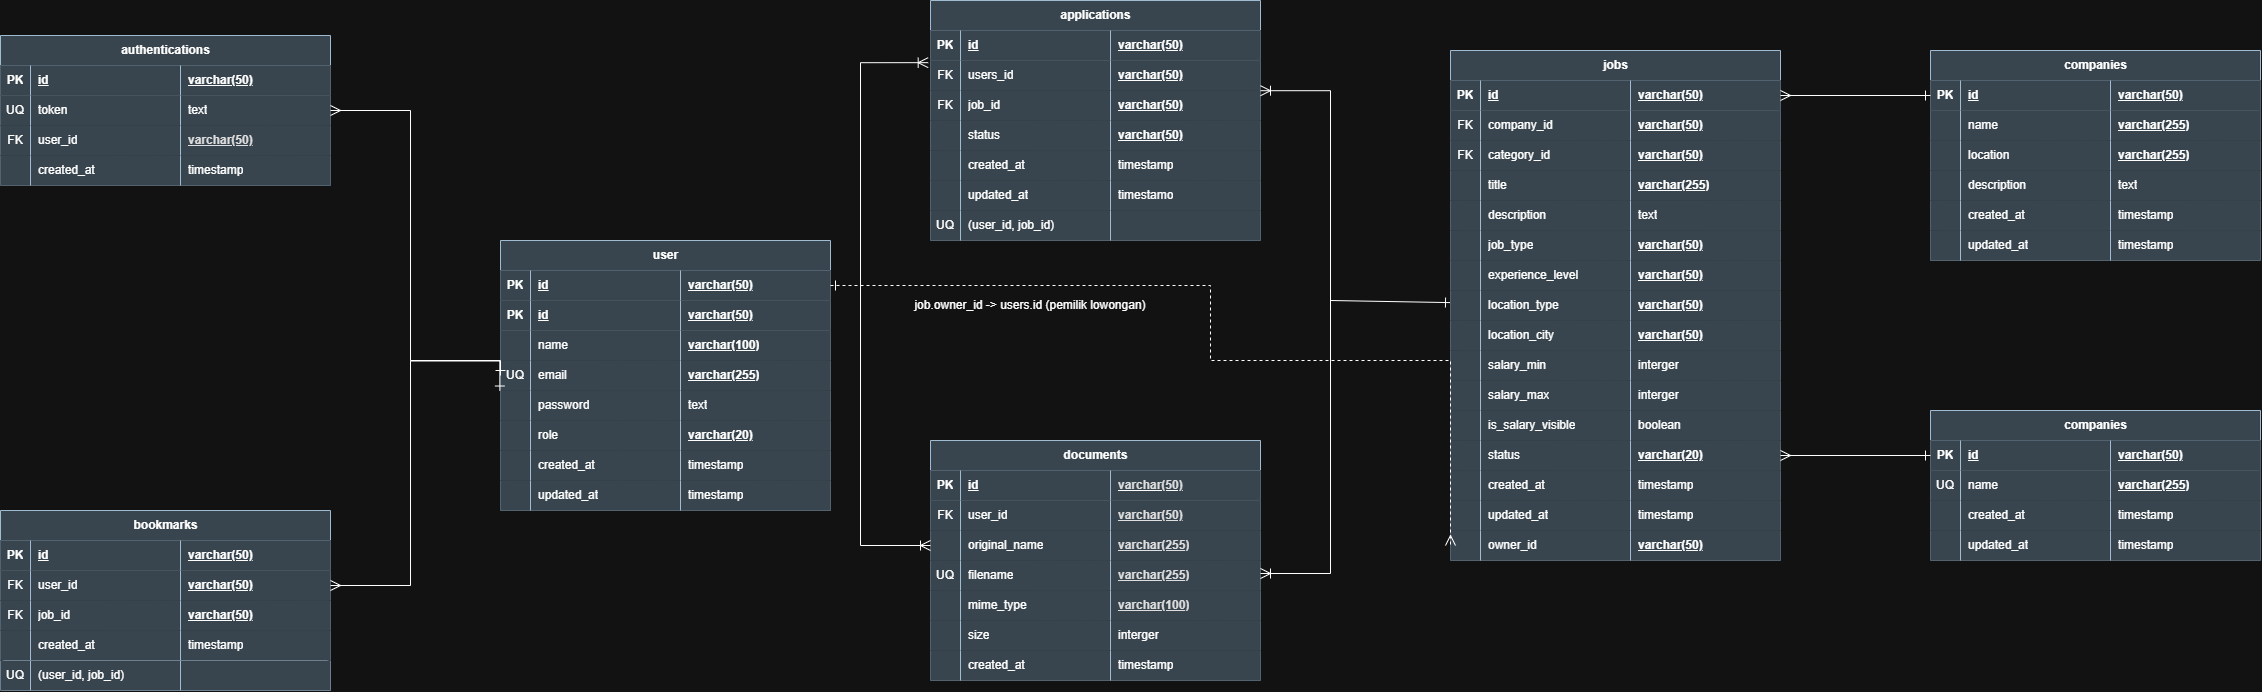 authentications
PK id varchar(50)
UQ token text
FK user_id varchar(50)
created_at timestamp
bookmarks
PK id varchar(50)
FK user_id varchar(50)
FK job_id varchar(50)
created_at timestamp
UQ (user_id, job_id)
user
PK id varchar(50)
PK id varchar(50)
name varchar(100)
UQ email varchar(255)
password text
role varchar(20)
created_at timestamp
updated_at timestamp
applications
PK id varchar(50)
FK users_id varchar(50)
FK job_id varchar(50)
status varchar(50)
created_at timestamp
updated_at timestamo
UQ (user_id, job_id)
job.owner_id -> users.id (pemilik lowongan)
documents
PK id varchar(50)
FK user_id varchar(50)
original_name varchar(255)
UQ filename varchar(255)
mime_type varchar(100)
size interger
created_at timestamp
jobs
PK id varchar(50)
FK company_id varchar(50)
FK category_id varchar(50)
title varchar(255)
description text
job_type varchar(50)
experience_level varchar(50)
location_type varchar(50)
location_city varchar(50)
salary_min interger
salary_max interger
is_salary_visible boolean
status varchar(20)
created_at timestamp
updated_at timestamp
owner_id varchar(50)
companies
PK id varchar(50)
name varchar(255)
location varchar(255)
description text
created_at timestamp
updated_at timestamp
companies
PK id varchar(50)
UQ name varchar(255)
created_at timestamp
updated_at timestamp